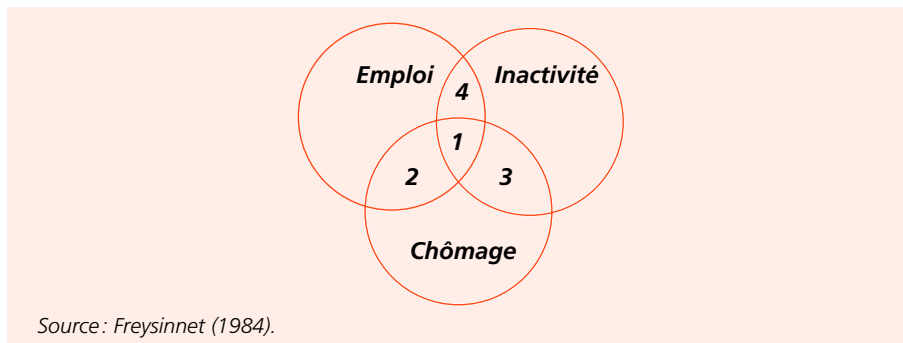 Emploi Inactivité
4
1
2 3
Chômage
Source : Freysinnet (1984).